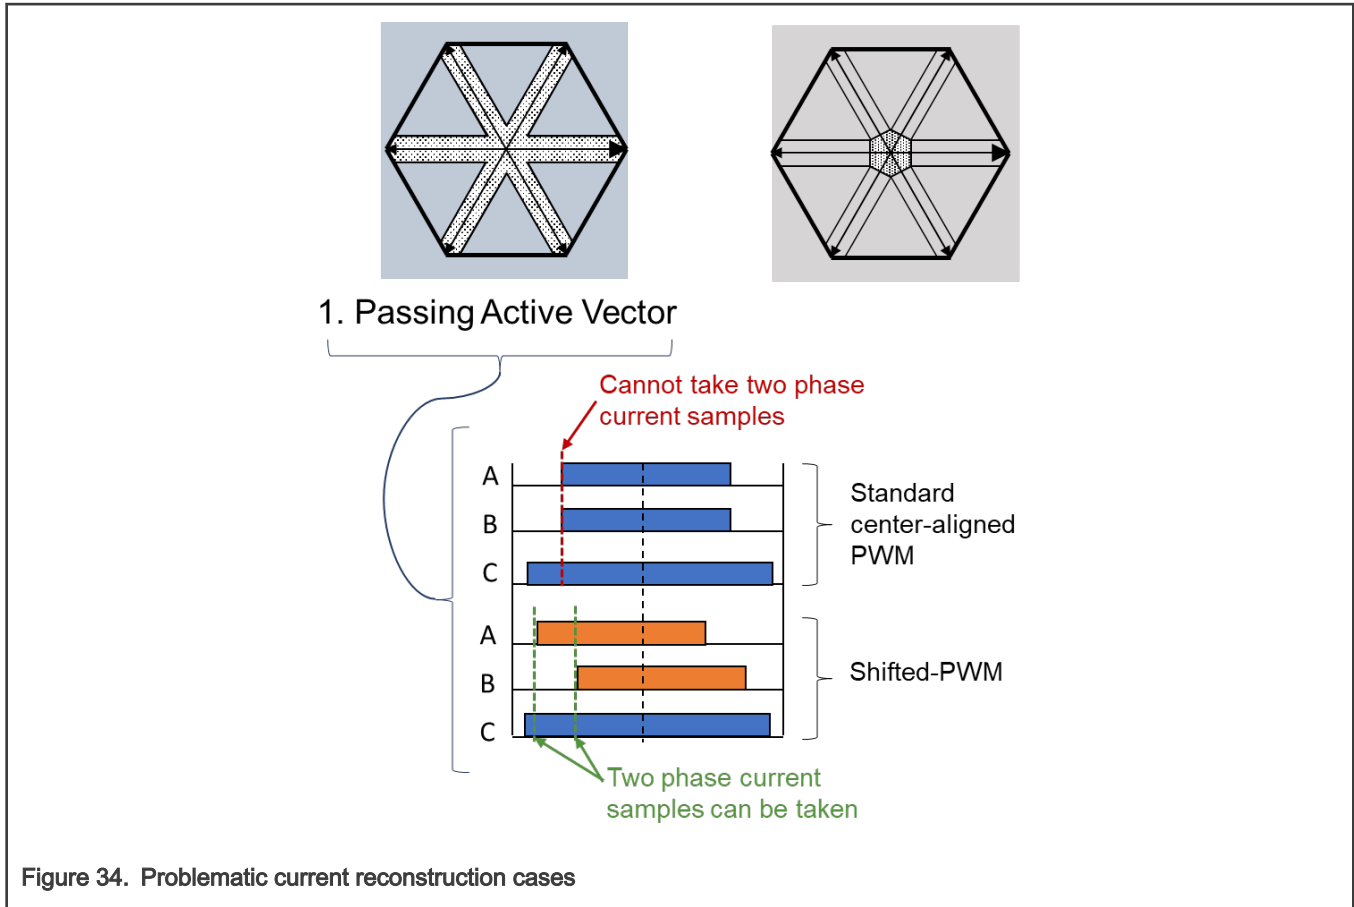 1. Passing Active Vector
Cannot take two phase
current samples
A
B
C
Standard
center-aligned
PWM
A
B
C
Shifted-PWM
Two phase current
samples can be taken
Figure 34. Problematic current reconstruction cases